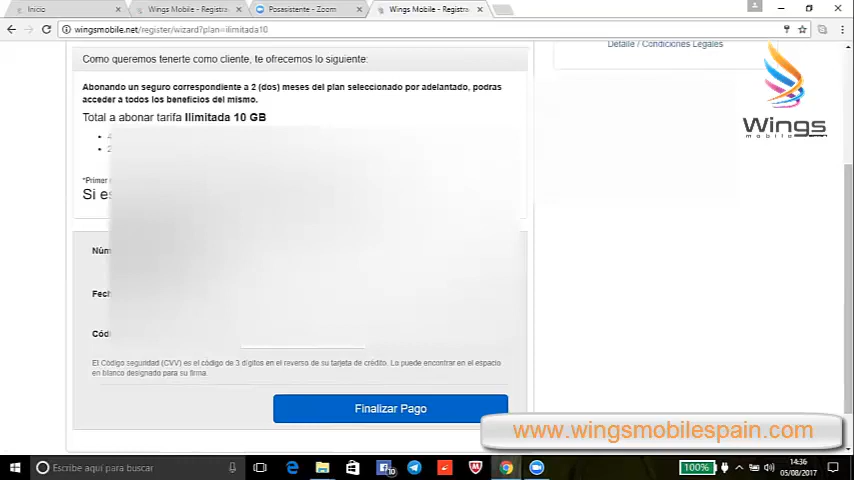 Inicio
Wings Mobile - Registra
Posasistente - Zoom
Wings Mobile - Registra
wingsmobile.net/register/wizard?plan=ilimitada10
Como queremos tenerte como cliente, te ofrecemos lo siguiente:
Detalle / Condiciones Legales
Abonando un seguro correspondiente a 2 (dos) meses del plan seleccionado por adelantado, podras
acceder a todos los beneficios del mismo.
Total a abonar tarifa Ilimitada 10 GB
Wings
mobile
*Primer
Si es
El Código seguridad (CVV) es el código de 3 dígitos en el reverso de su tarjeta de crédito. Lo puede encontrar en el espacio
en blanco designado para su firma.
Finalizar Pago
www.wingsmobilespain.com
Escribe aquí para buscar
10
100%
14:36
05/08/2017